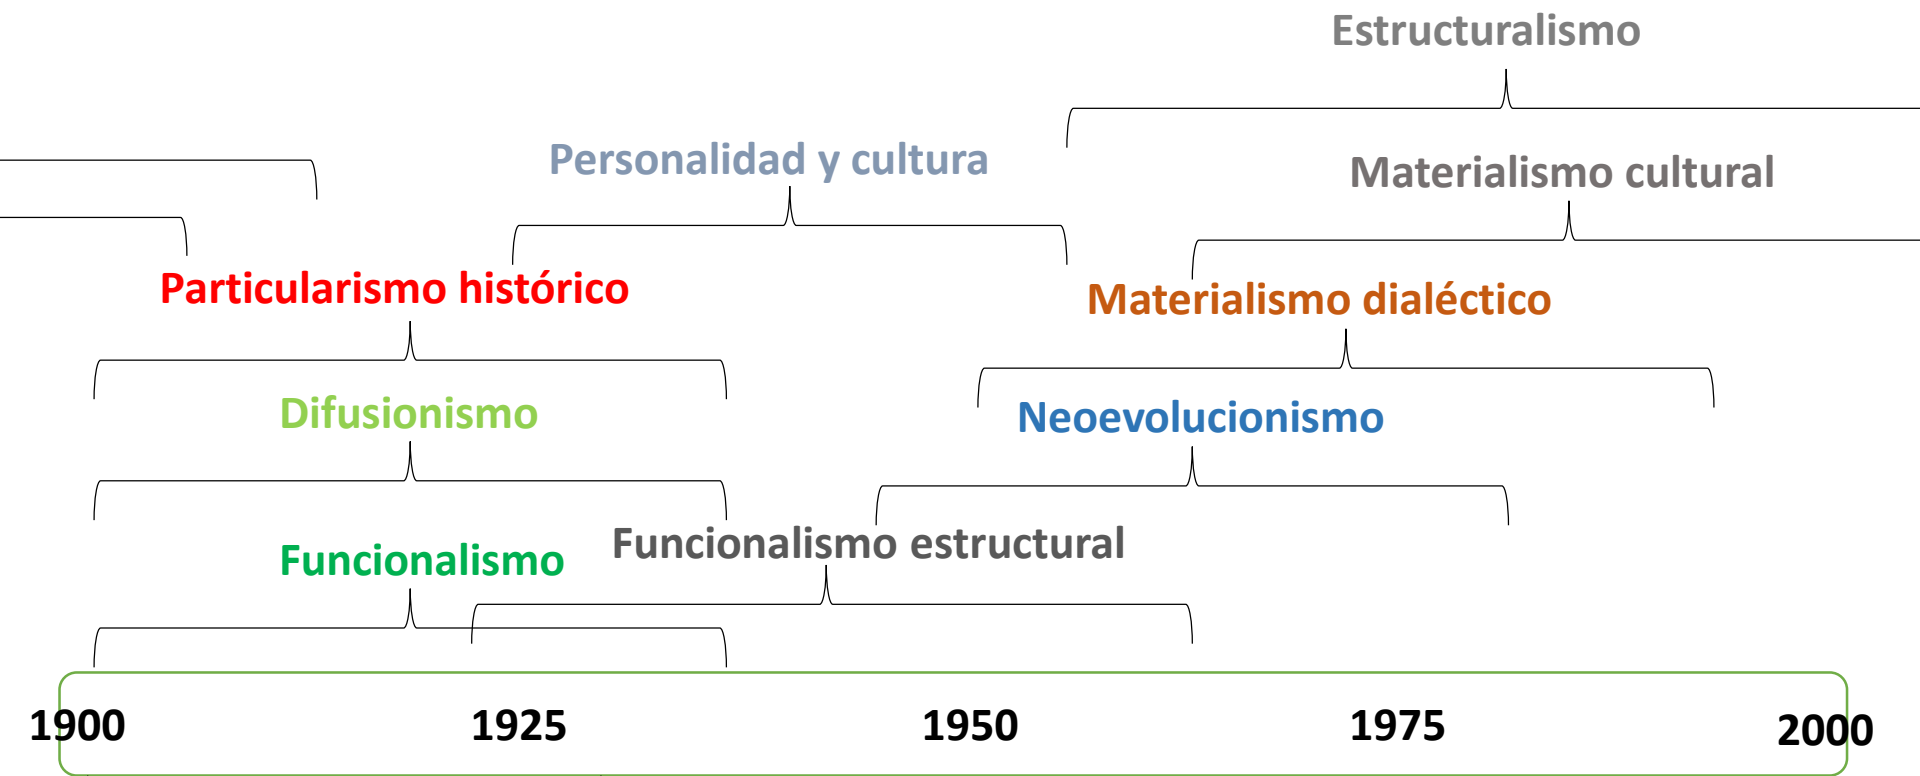 Estructuralismo
Personalidad y cultura
Materialismo cultural
Particularismo histórico
Materialismo dialéctico
Difusionismo
Neoevolucionismo
Funcionalismo
Funcionalismo estructural
1900
1925
1950
1975
2000